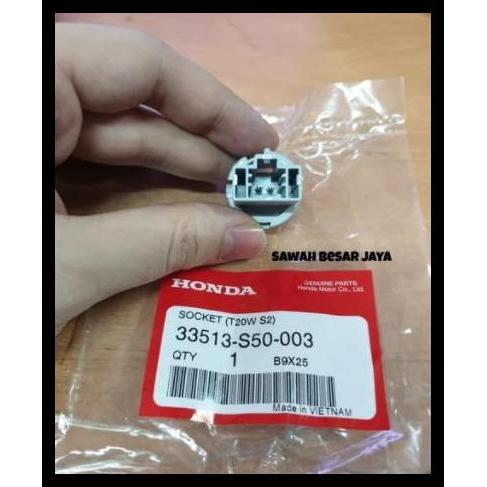 SAWAH BESAR JAYA
HONDA
GENUINE PARTS
Honda Motor Co., Ltd.
SOCKET (T20W S2)
33513-S50-003
QTY 1 B9X25
Made in VIETNAM